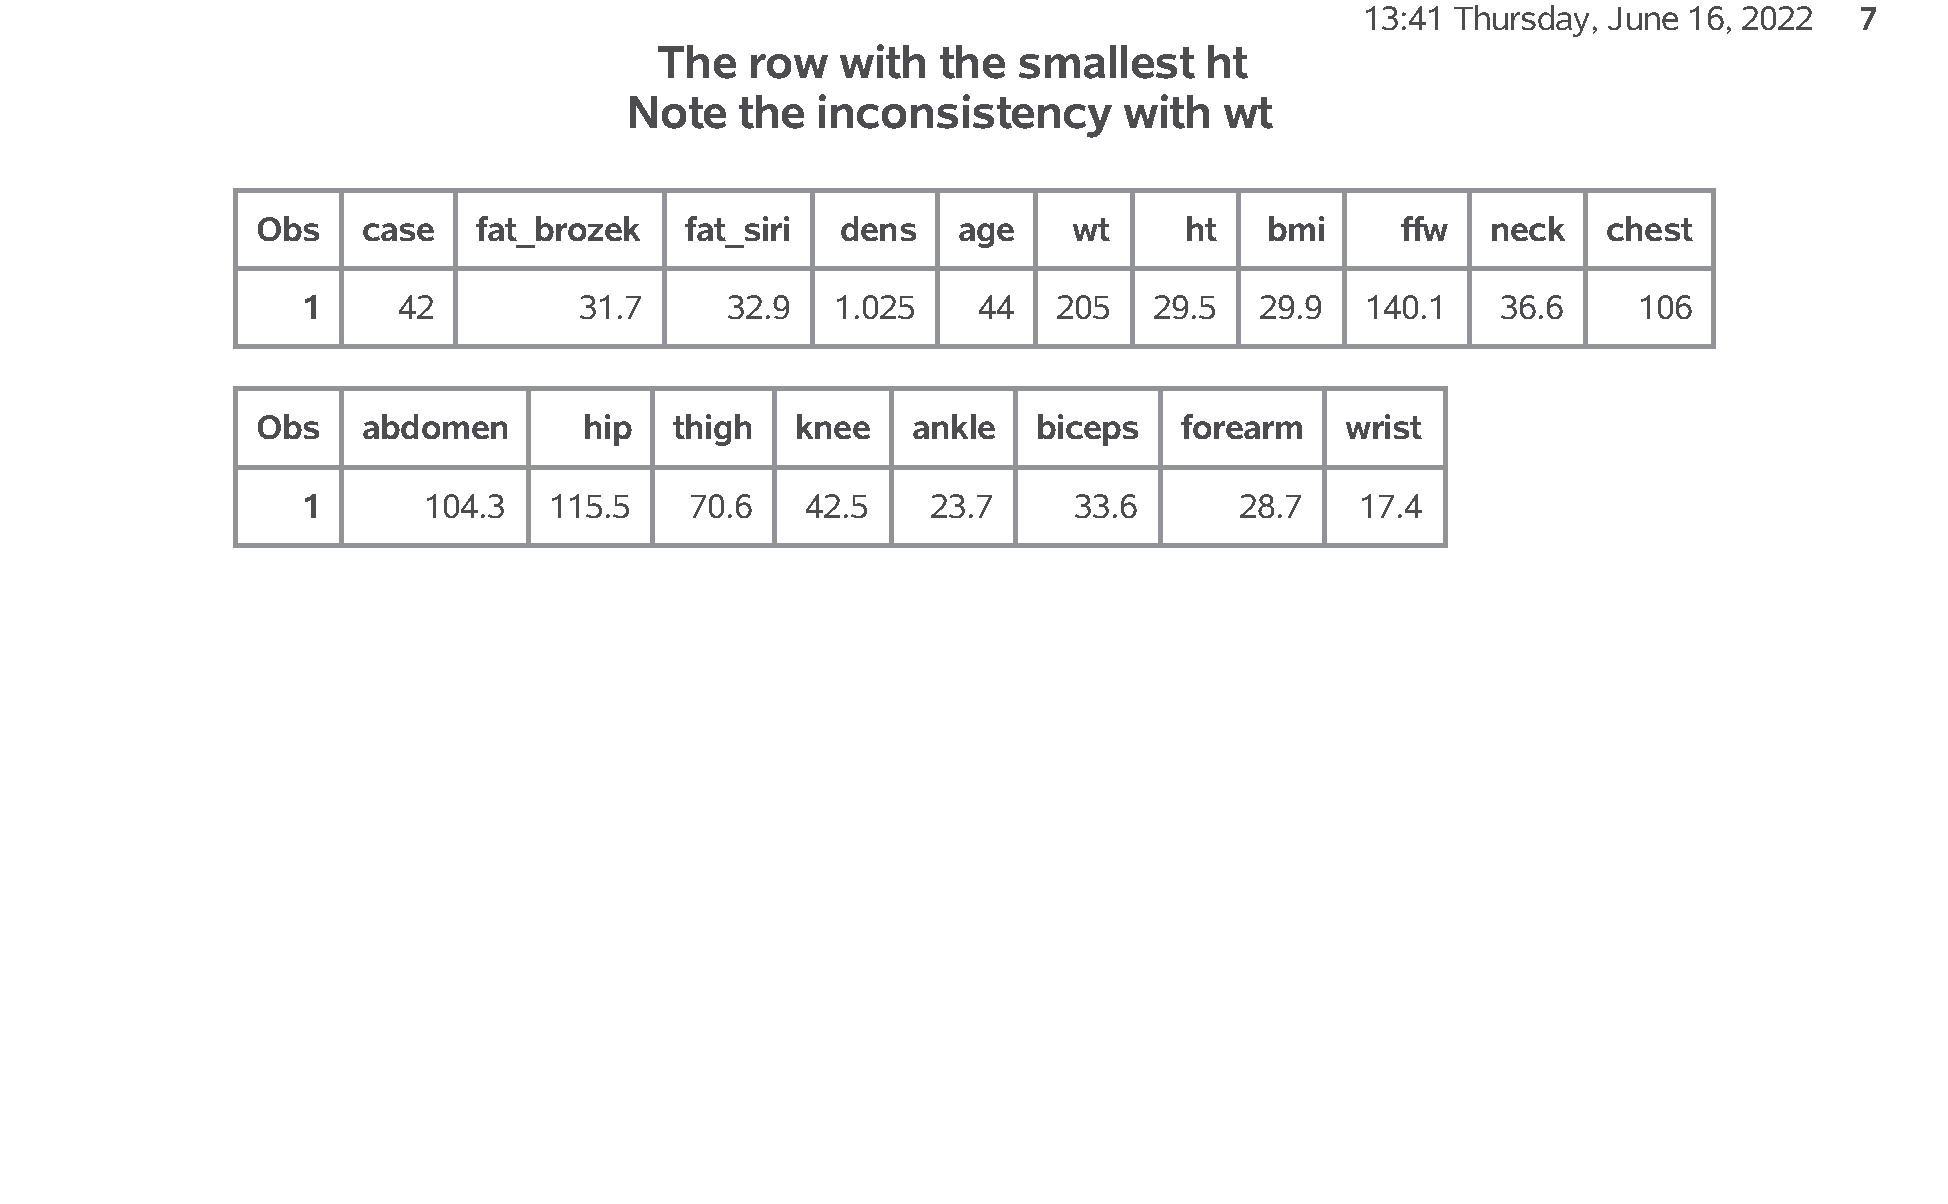 13:41 Thursday, June 16, 2022 7
The row with the smallest ht
Note the inconsistency with wt
Obs case fat_brozek fat_siri dens age wt ht bmi ffw neck chest
1 42 31.7 32.9 1.025 44 205 29.5 29.9 140.1 36.6 106
Obs abdomen hip thigh knee ankle biceps forearm wrist
1 104.3 115.5 70.6 42.5 23.7 33.6 28.7 17.4